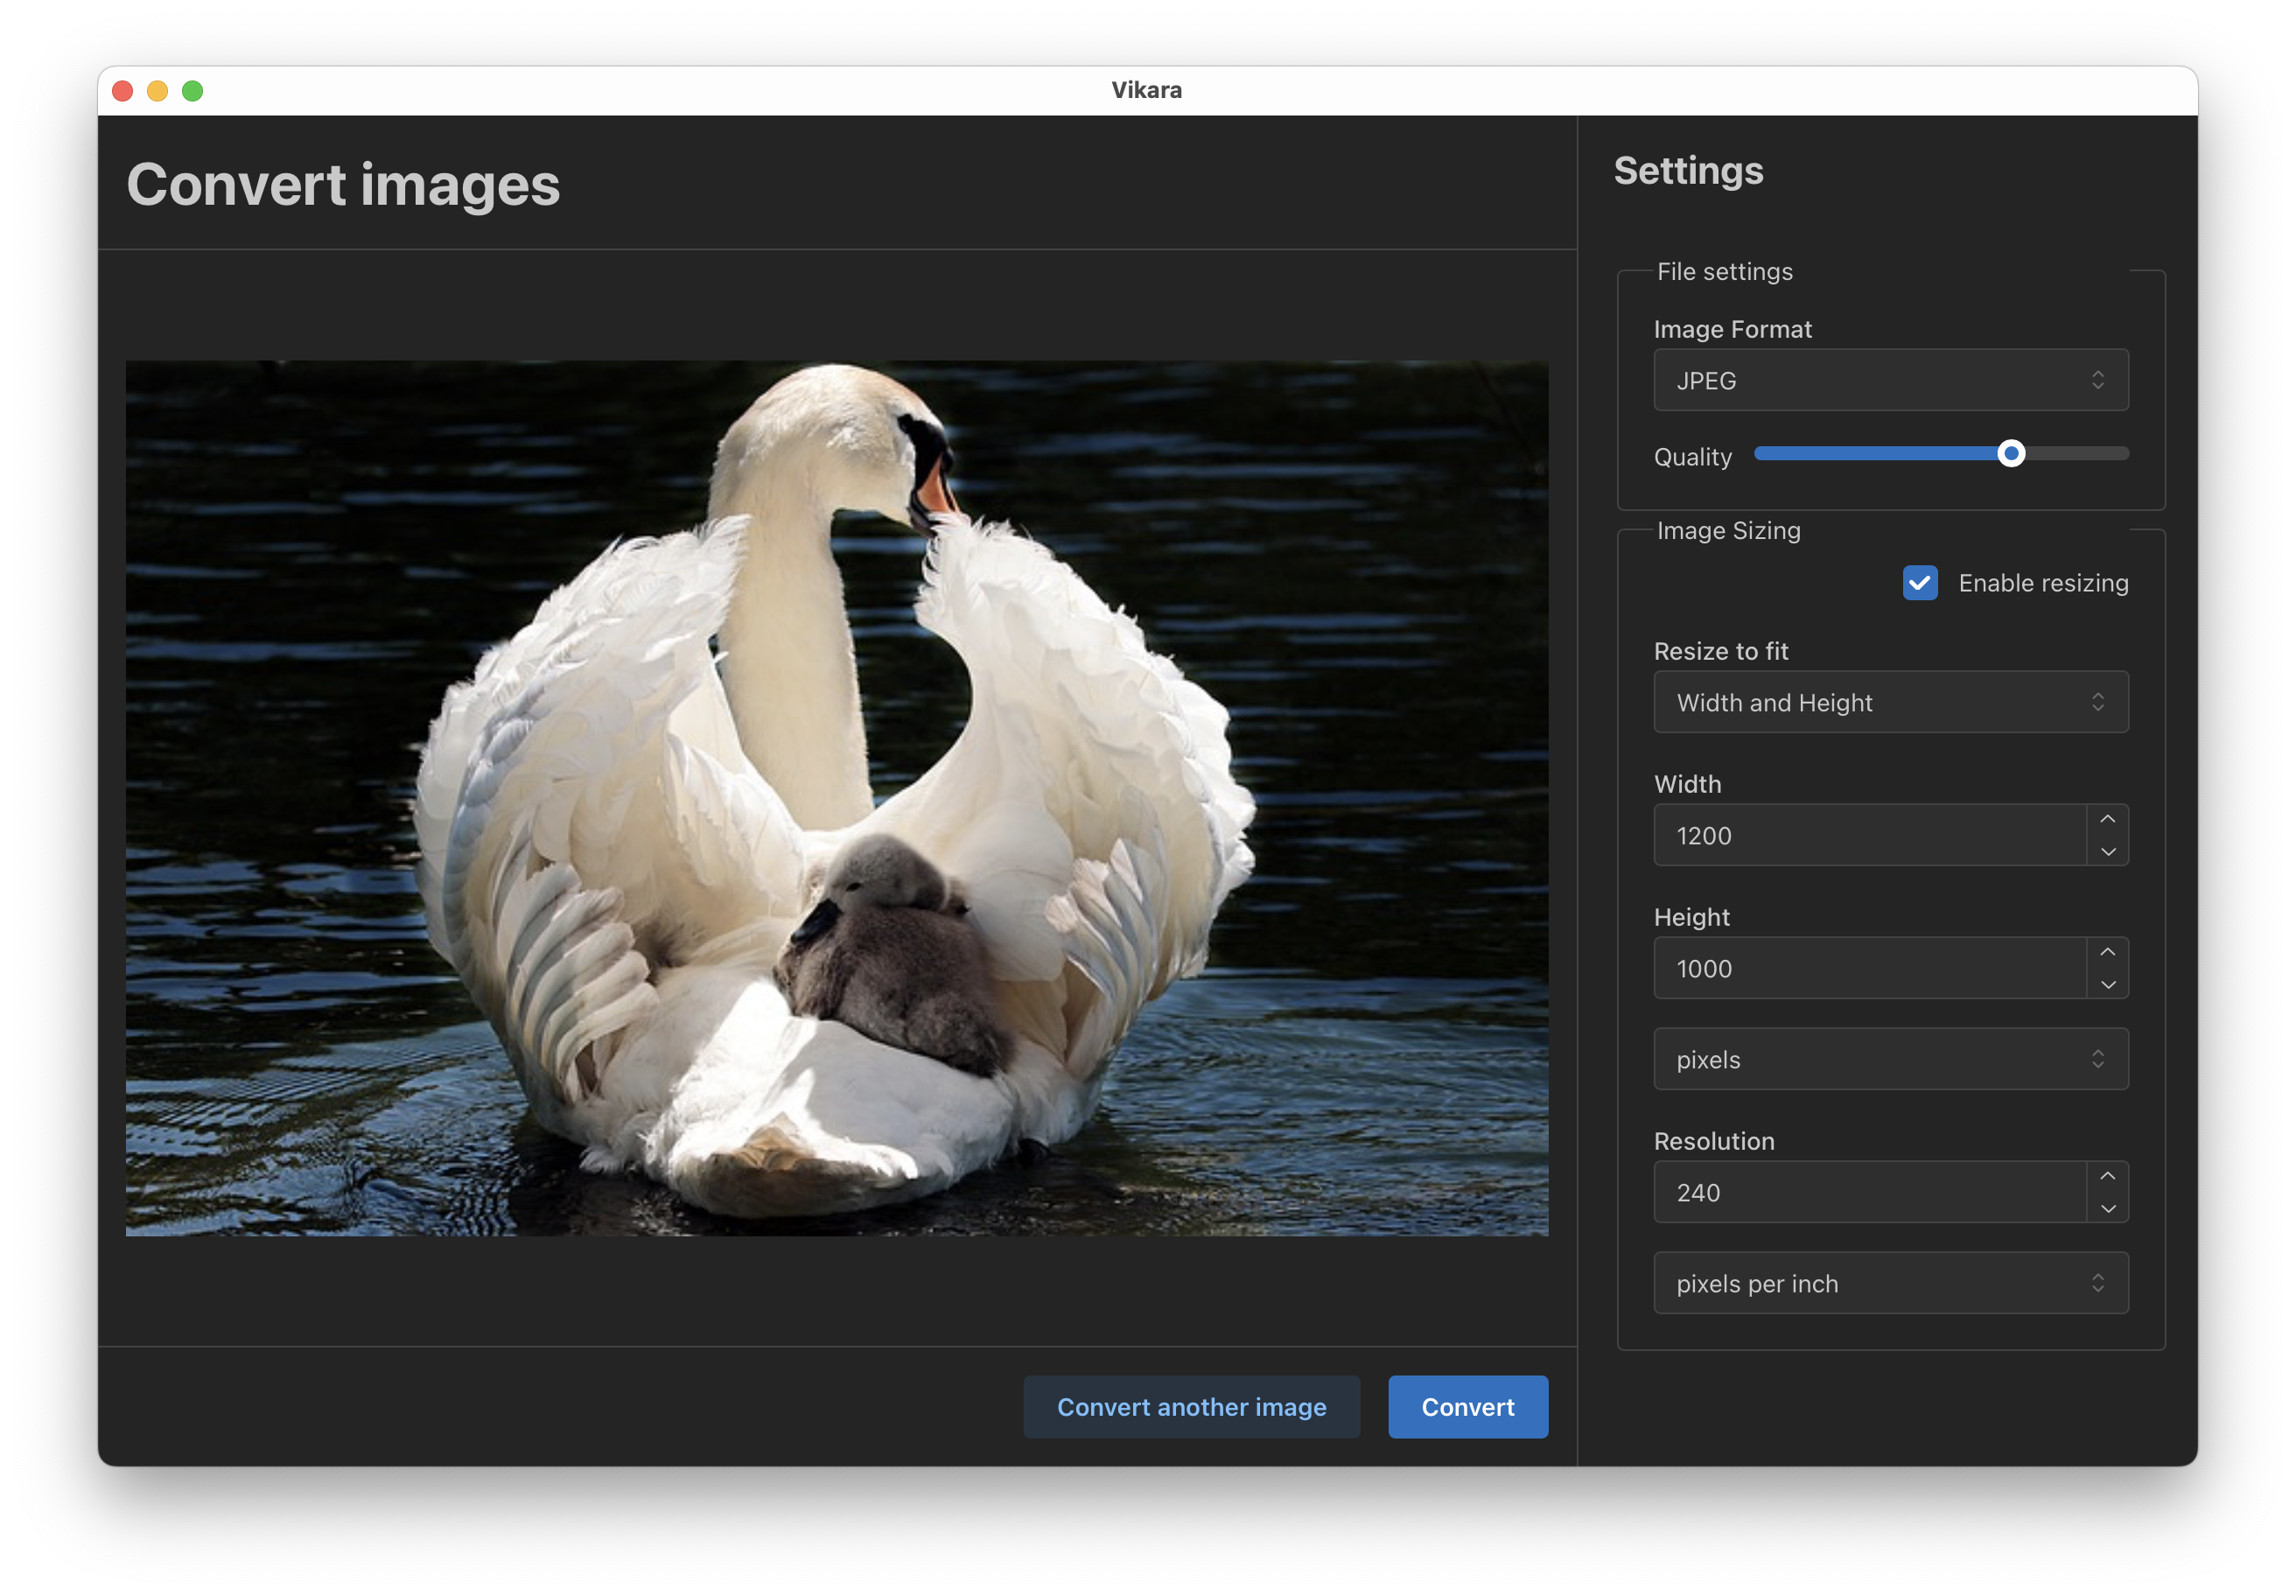 Vikara
Convert images
Convert another image
Convert
Settings
File settings
Image Format
JPEG
Quality
Image Sizing
Enable resizing
Resize to fit
Width and Height
Width
1200
Height
1000
pixels
Resolution
240
pixels per inch